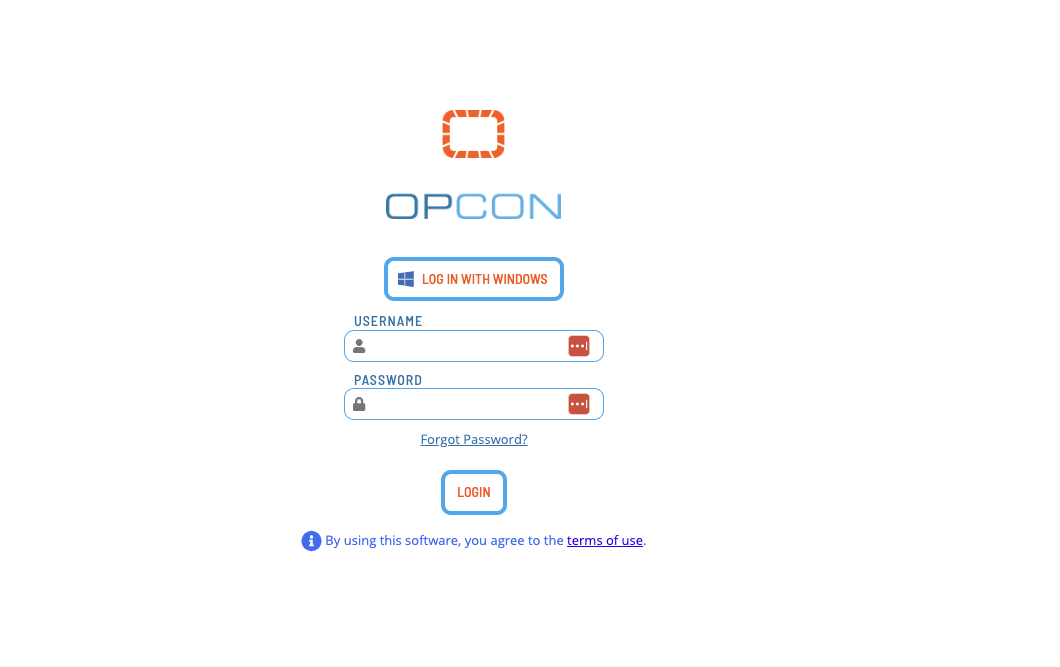 OPCON
LOG IN WITH WINDOWS
USERNAME
PASSWORD
Forgot Password?
LOGIN
By using this software, you agree to the terms of use.